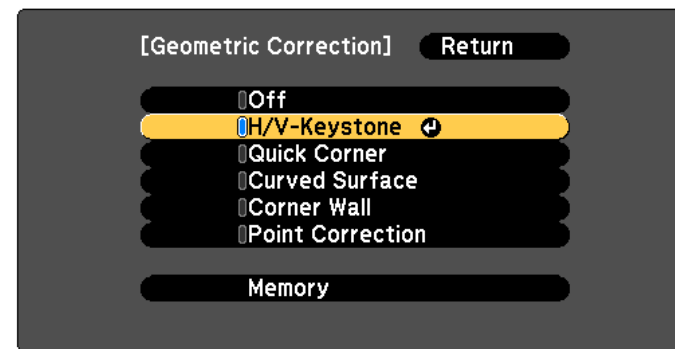 [Geometric Correction] Return
Off
H/V-Keystone
Quick Corner
Curved Surface
Corner Wall
Point Correction
Memory